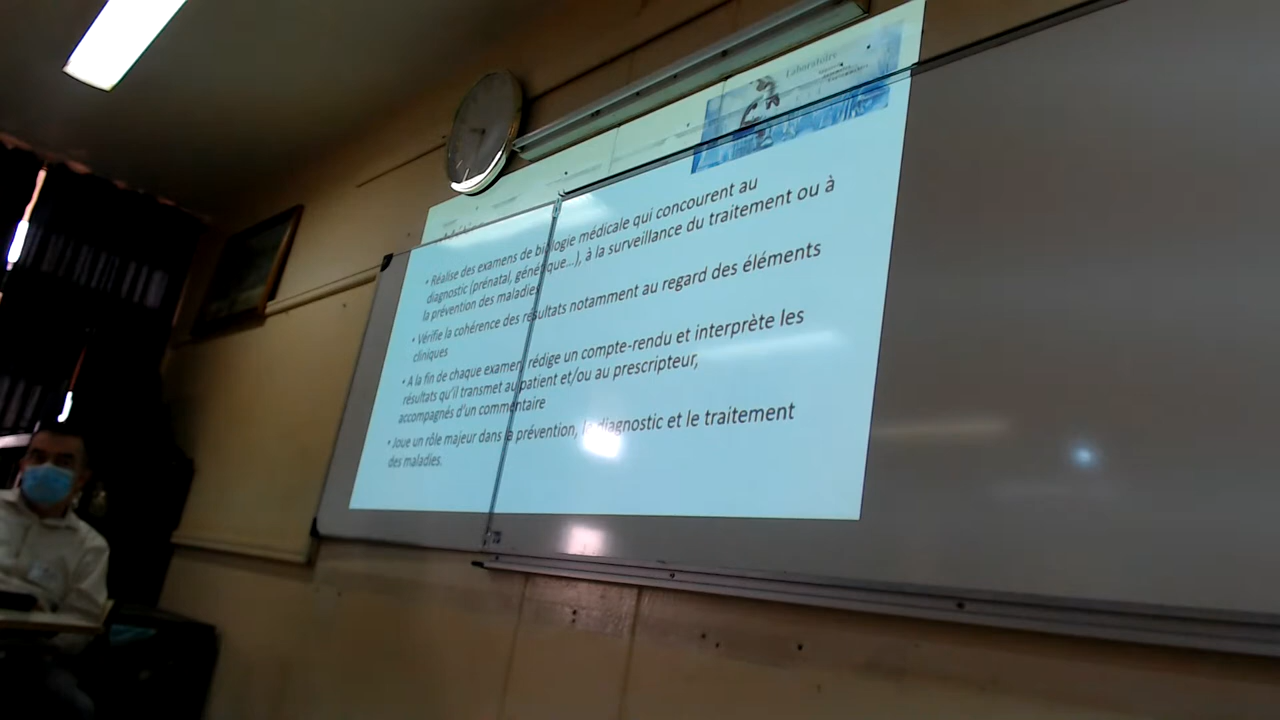 Laboratoire
• Réalise des examens de biologie médicale qui concourent au
diagnostic (prénatal, génétique...), à la surveillance du traitement ou à
la prévention des maladies
• Vérifie la cohérence des résultats notamment au regard des éléments
cliniques
• A la fin de chaque examen rédige un compte-rendu et interprète les
résultats qu'il transmet au patient et/ou au prescripteur,
accompagnés d'un commentaire
• Joue un rôle majeur dans la prévention, le diagnostic et le traitement
des maladies.